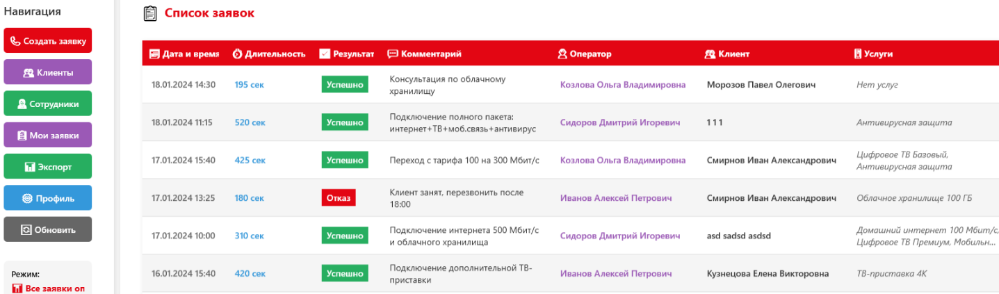 Навигация
Создать заявку
Клиенты
Сотрудники
Мои заявки
Экспорт
Профиль
Обновить
Режим:
Все заявки оп
Список заявок
Дата и время Длительность Результат Комментарий Оператор Клиент Услуги
18.01.2024 14:30 195 сек Успешно Консультация по облачному Козлова Ольга Владимировна Морозов Павел Олегович Нет услуг
хранилищу
18.01.2024 11:15 520 сек Успешно Подключение полного пакета: Сидоров Дмитрий Игоревич 1 1 1 Антивирусная защита
интернет+ТВ+моб.связь+антивирус
17.01.2024 15:40 425 сек Успешно Переход с тарифа 100 на 300 Мбит/с Козлова Ольга Владимировна Смирнов Иван Александрович Цифровое ТВ Базовый,
Антивирусная защита
17.01.2024 13:25 180 сек Отказ Клиент занят, перезвонить после Иванов Алексей Петрович Смирнов Иван Александрович Облачное хранилище 100 ГБ
18:00
17.01.2024 10:00 310 сек Успешно Подключение интернета 500 Мбит/с Сидоров Дмитрий Игоревич asd sadsd asdsd Домашний интернет 100 Мбит/с,
и облачного хранилища Цифровое ТВ Премиум, Мобильн...
16.01.2024 15:40 420 сек Успешно Подключение дополнительной ТВ- Иванов Алексей Петрович Кузнецова Елена Викторовна ТВ-приставка 4К
приставки